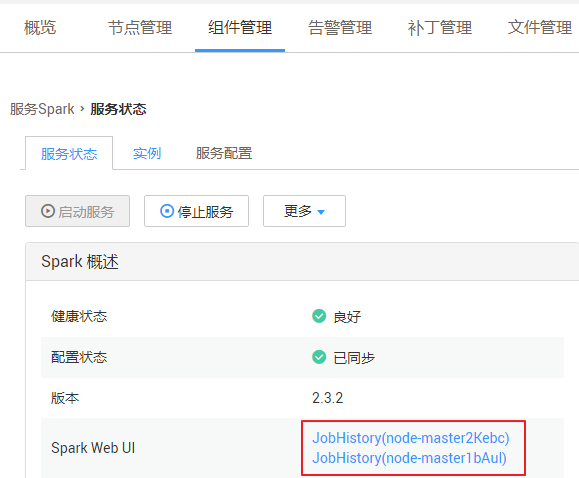 概览 节点管理 组件管理 告警管理 补丁管理 文件管理
服务Spark › 服务状态
服务状态 实例 服务配置
启动服务 停止服务 更多
Spark 概述
健康状态 良好
配置状态 已同步
版本 2.3.2
Spark Web UI JobHistory(node-master2Kebc)
JobHistory(node-master1bAul)